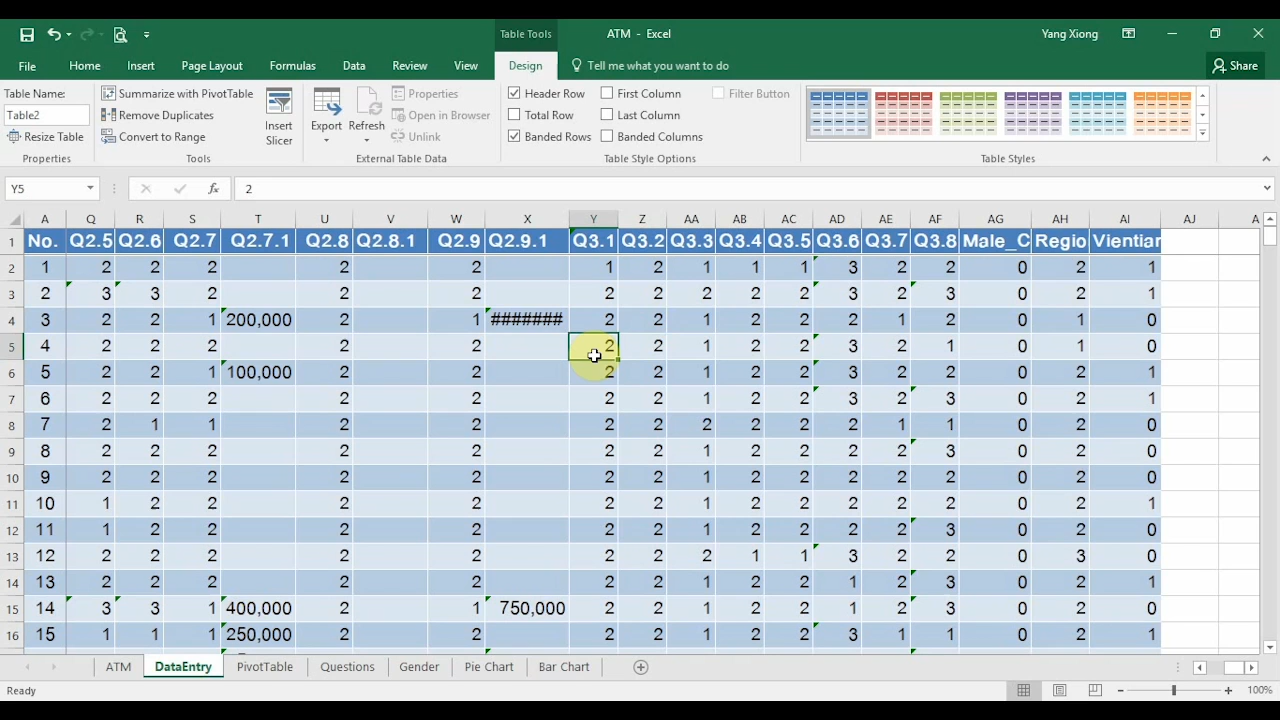 Table Tools
ATM - Excel
Yang Xiong
File Home Insert Page Layout Formulas Data Review View Design Tell me what you want to do Share
Table Name:
Table2
Resize Table
Properties
Summarize with PivotTable
Remove Duplicates
Convert to Range
Tools
Insert
Slicer
Export Refresh
Properties
Open in Browser
Unlink
External Table Data
Header Row First Column Filter Button
Total Row Last Column
Banded Rows Banded Columns
Table Style Options
Table Styles
Y5 fx 2
A Q R S T U V W X Y Z AA AB AC AD AE AF AG AH AI AJ A
1 No. Q2.5 Q2.6 Q2.7 Q2.7.1 Q2.8 Q2.8.1 Q2.9 Q2.9.1 Q3.1 Q3.2 Q3.3 Q3.4 Q3.5 Q3.6 Q3.7 Q3.8 Male_C Regio Vientiar
2 1 2 2 2 2 2 1 2 1 1 1 3 2 2 0 2 1
3 2 3 3 2 2 2 2 2 2 2 2 3 2 3 0 2 1
4 3 2 2 1 200,000 2 1 ####### 2 2 1 2 2 2 1 2 0 1 0
5 4 2 2 2 2 2 2 2 1 2 2 3 2 1 0 1 0
6 5 2 2 1 100,000 2 2 2 2 1 2 2 3 2 2 0 2 1
7 6 2 2 2 2 2 2 2 1 2 2 3 2 3 0 2 1
8 7 2 1 1 2 2 2 2 2 2 2 2 1 1 0 2 0
9 8 2 2 2 2 2 2 2 1 2 2 2 2 3 0 2 0
10 9 2 2 2 2 2 2 2 1 2 2 2 2 2 0 2 0
11 10 1 2 2 2 2 2 2 1 2 2 2 2 2 0 2 1
12 11 1 2 2 2 2 2 2 1 2 2 2 2 3 0 2 0
13 12 2 2 2 2 2 2 2 2 1 1 3 2 2 0 3 0
14 13 2 2 2 2 2 2 2 1 2 2 1 2 3 0 2 1
15 14 3 3 1 400,000 2 1 750,000 2 2 1 2 2 1 2 3 0 2 0
16 15 1 1 1 250,000 2 2 2 2 1 2 2 3 1 1 0 2 1
ATM DataEntry PivotTable Questions Gender Pie Chart Bar Chart
Ready 100%